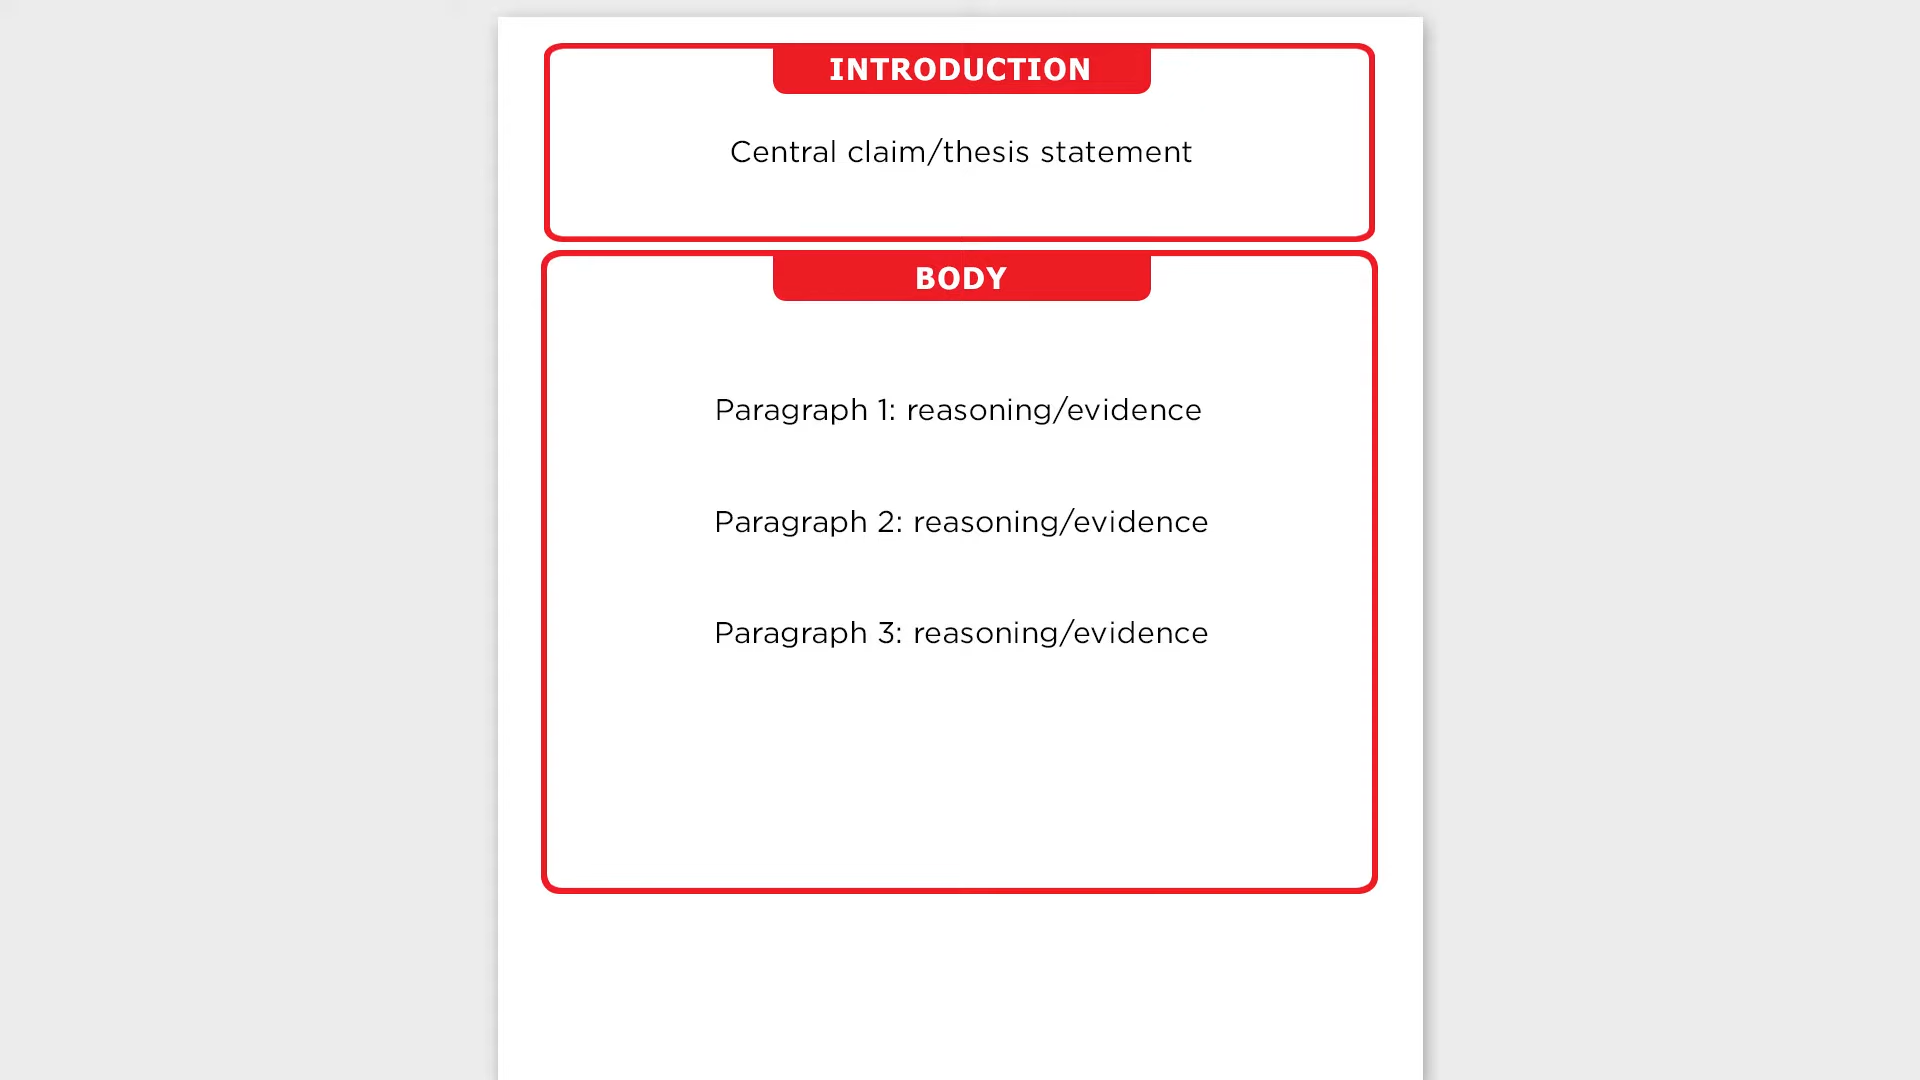 INTRODUCTION
Central claim/thesis statement
BODY
Paragraph 1: reasoning/evidence
Paragraph 2: reasoning/evidence
Paragraph 3: reasoning/evidence